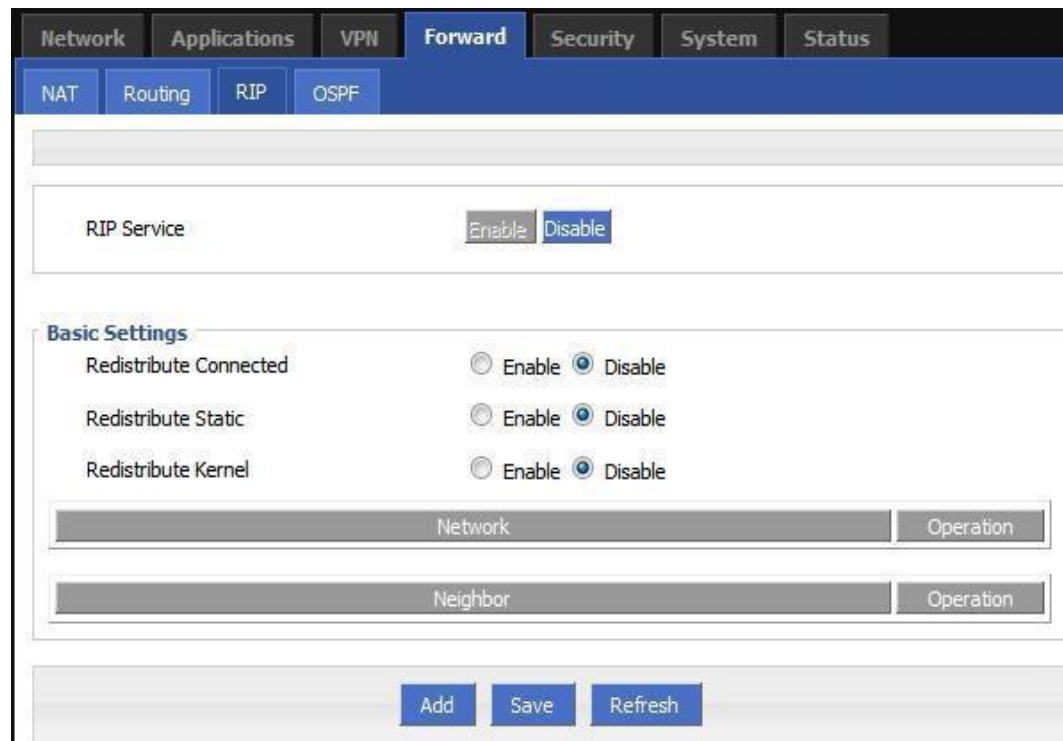 Network Applications VPN Forward Security System Status
NAT Routing RIP OSPF
RIP Service Enable Disable
Basic Settings
Redistribute Connected Enable Disable
Redistribute Static Enable Disable
Redistribute Kernel Enable Disable
Network Operation
Neighbor Operation
Add Save Refresh